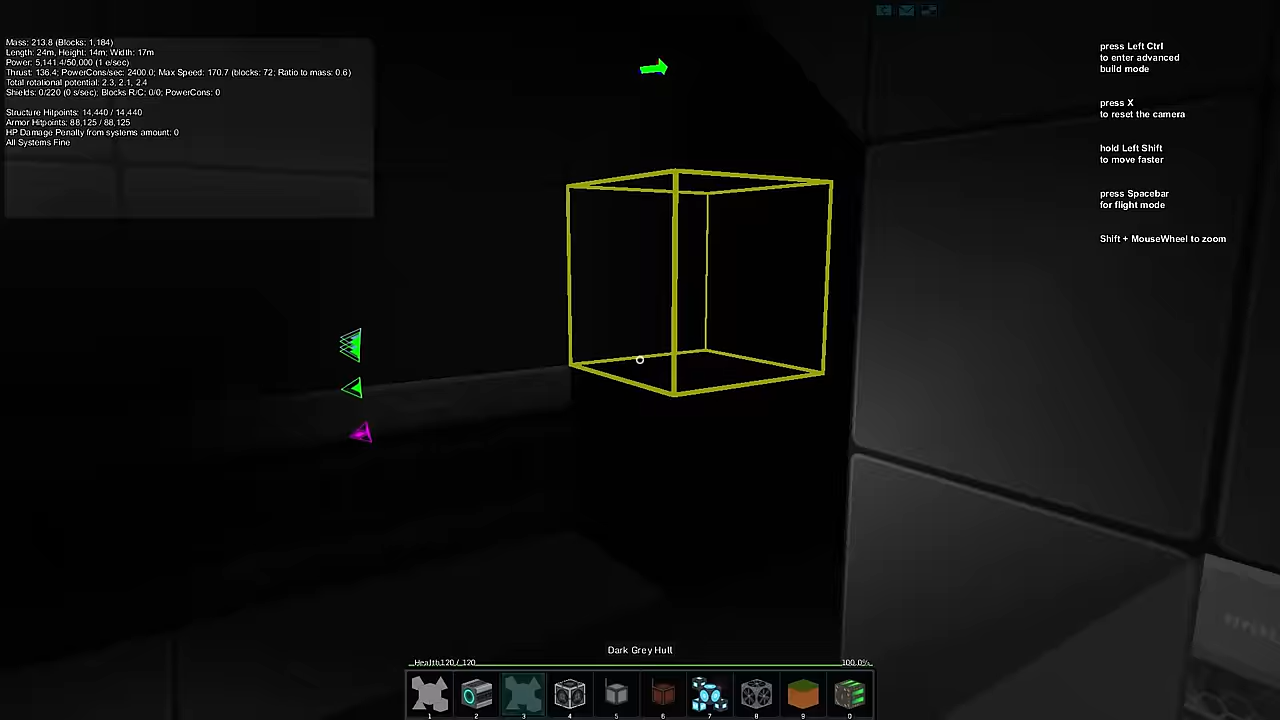 Mass: 213.8 (Blocks: 1,184)
Length: 24m, Height: 14m; Width: 17m
Power: 5,141.4/50,000 (1 e/sec)
Thrust: 136.4; PowerCons/sec: 2400.0; Max Speed: 170.7 (blocks: 72; Ratio to mass: 0.6)
Total rotational potential: 2.3, 2.1, 2.4
Shields: 0/220 (0 s/sec); Blocks R/C: 0/0; PowerCons: 0
Structure Hitpoints: 14,440 / 14,440
Armor Hitpoints: 88,125 / 88,125
HP Damage Penalty from systems amount: 0
All Systems Fine
press Left Ctrl
to enter advanced
build mode
press X
to reset the camera
hold Left Shift
to move faster
press Spacebar
for flight mode
Shift + MouseWheel to zoom
Dark Grey Hull
Health120 / 120
100.0%
1 2 3 4 5 6 7 8 9 0